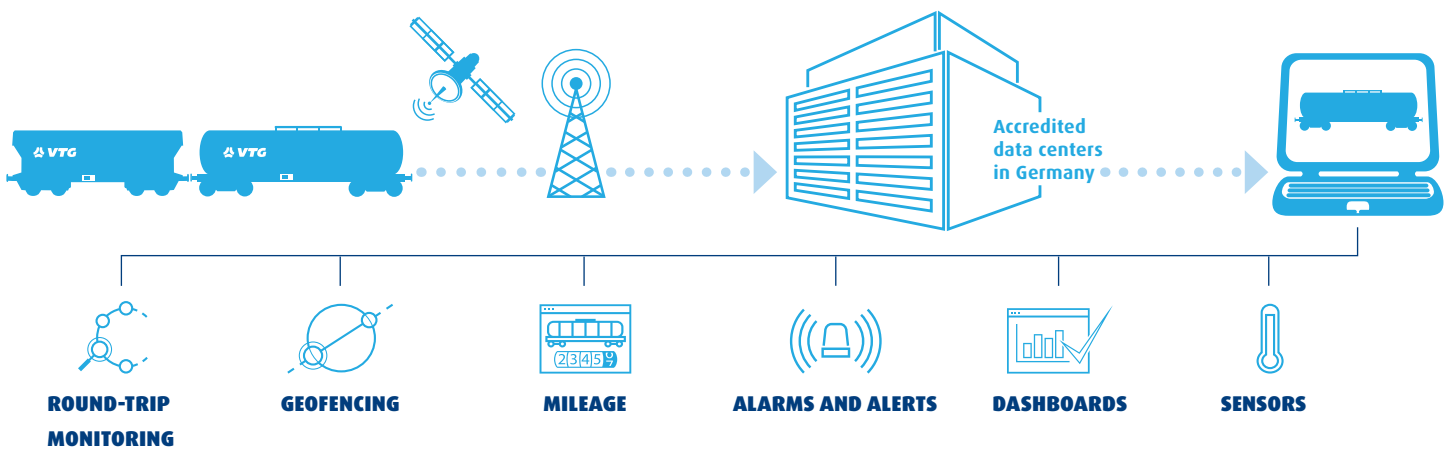 VTG
VTG
Accredited
data centers
in Germany
2345
ROUND-TRIP
MONITORING
GEOFENCING
MILEAGE
ALARMS AND ALERTS
DASHBOARDS
SENSORS